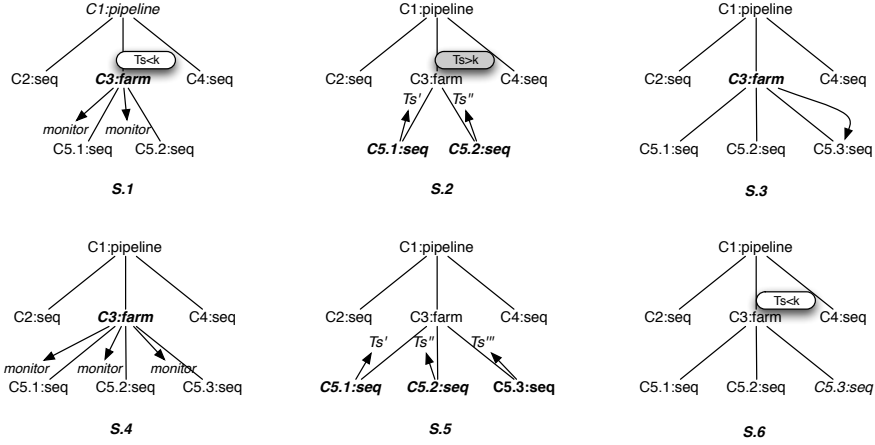 C1:pipeline
Ts<k
C2:seq C3:farm C4:seq
monitor monitor
C5.1:seq C5.2:seq
S.1
C1:pipeline
Ts>k
C2:seq C3:farm C4:seq
Ts' Ts"
C5.1:seq C5.2:seq
S.2
C1:pipeline
C2:seq C3:farm C4:seq
C5.1:seq C5.2:seq C5.3:seq
S.3
C1:pipeline
C2:seq C3:farm C4:seq
monitor monitor monitor
C5.1:seq C5.2:seq C5.3:seq
S.4
C1:pipeline
C2:seq C3:farm C4:seq
Ts' Ts" Ts'"
C5.1:seq C5.2:seq C5.3:seq
S.5
C1:pipeline
Ts<k
C2:seq C3:farm C4:seq
C5.1:seq C5.2:seq C5.3:seq
S.6